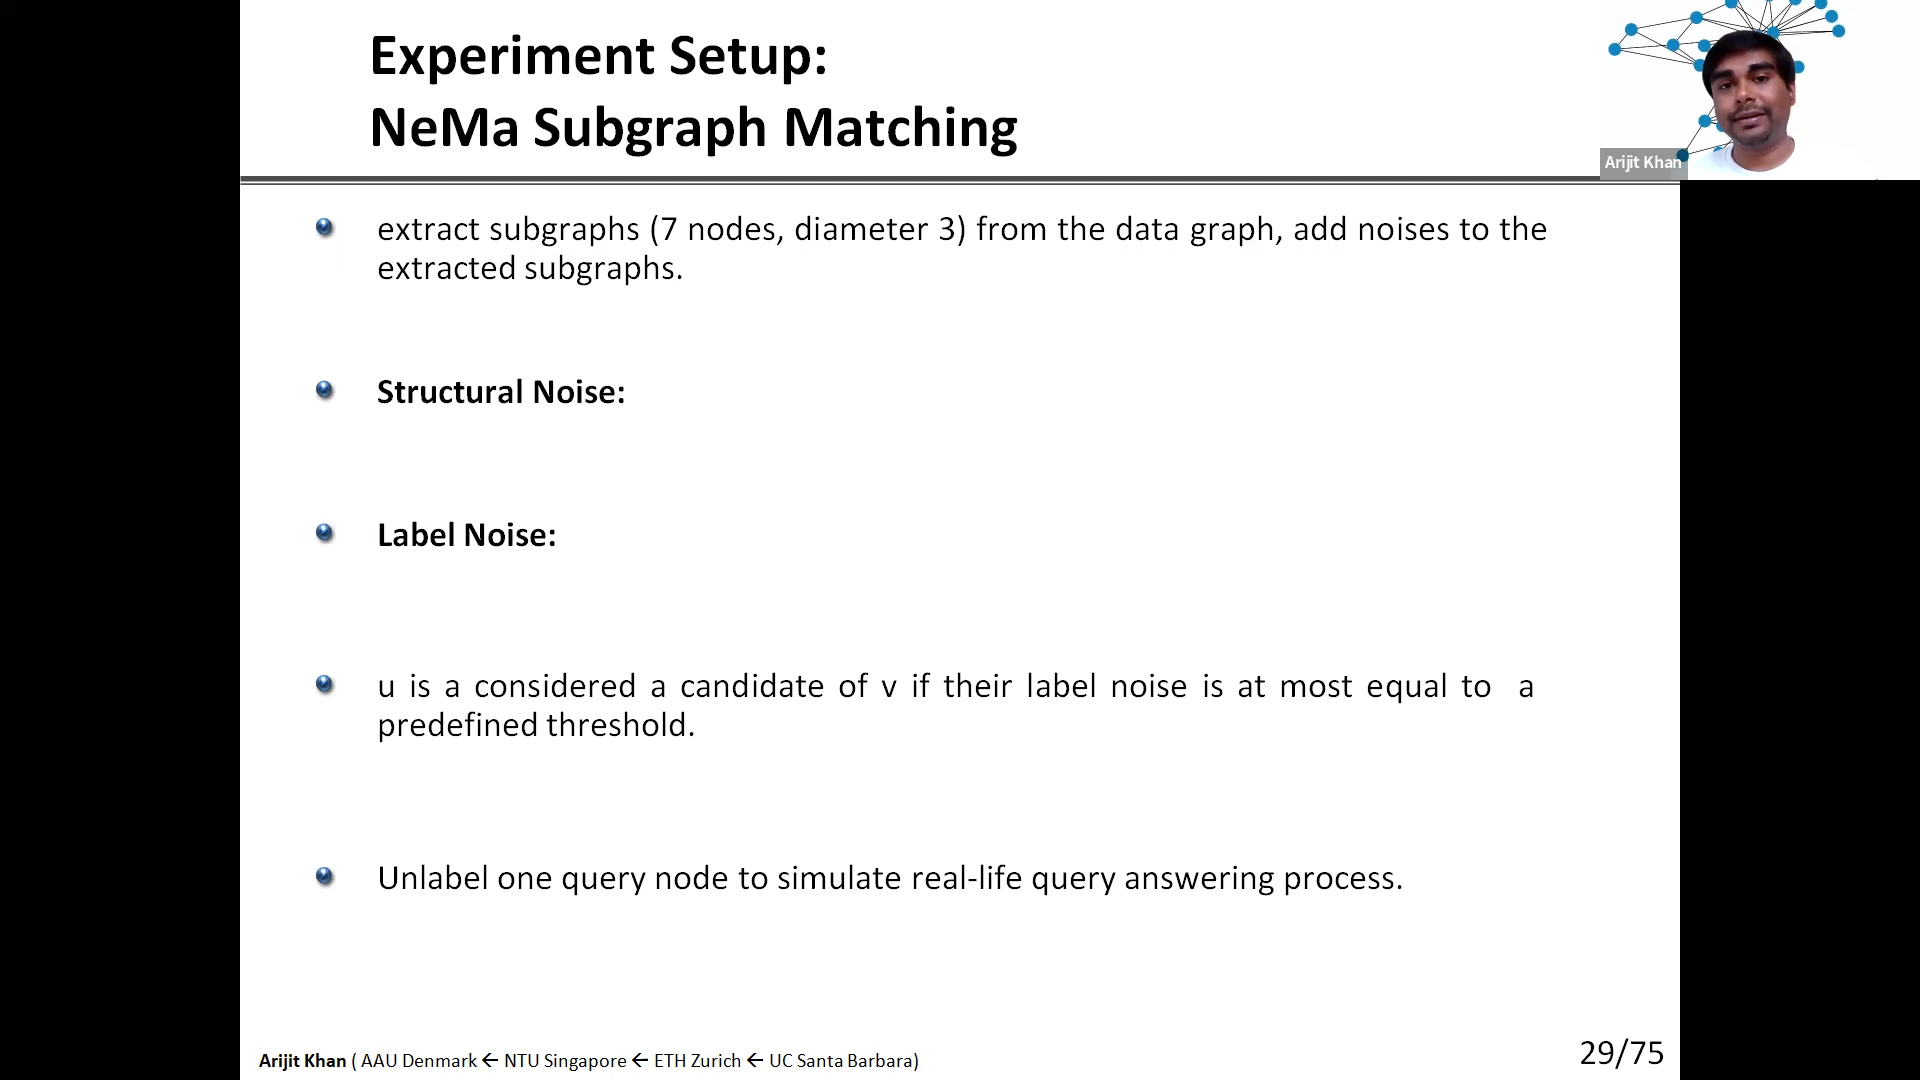 Experiment Setup:
NeMa Subgraph Matching
Arijit Khan
extract subgraphs (7 nodes, diameter 3) from the data graph, add noises to the
extracted subgraphs.
Structural Noise:
Label Noise:
u is a considered a candidate of v if their label noise is at most equal to a
predefined threshold.
Unlabel one query node to simulate real-life query answering process.
Arijit Khan ( AAU Denmark ← NTU Singapore ← ETH Zurich ← UC Santa Barbara)
29/75